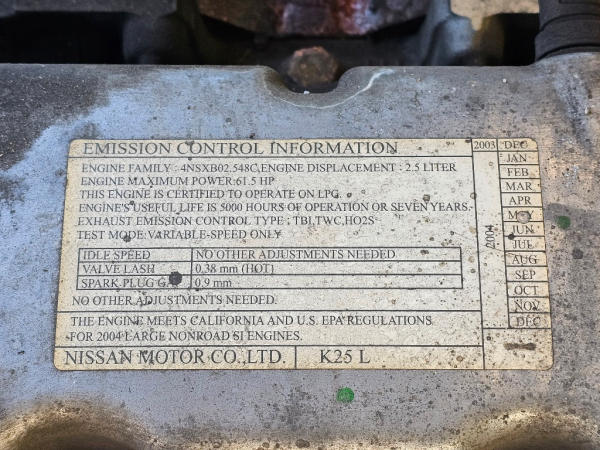 EMISSION CONTROL INFORMATION
ENGINE FAMILY : 4NSXB02.548C, ENGINE DISPLACEMENT : 2.5 LITER
ENGINE MAXIMUM POWER:61.5 HP
THIS ENGINE IS CERTIFIED TO OPERATE ON LPG.
ENGINE'S USEFUL LIFE IS 5000 HOURS OF OPERATION OR SEVEN YEARS.
EXHAUST EMISSION CONTROL TYPE : TBI,TWC,HO2S
TEST MODE:VARIABLE-SPEED ONLY
IDLE SPEED NO OTHER ADJUSTMENTS NEEDED
VALVE LASH 0.38 mm (HOT)
SPARK PLUG GAP 0.9 mm
NO OTHER ADJUSTMENTS NEEDED.
THE ENGINE MEETS CALIFORNIA AND U.S. EPA REGULATIONS
FOR 2004 LARGE NONROAD SI ENGINES.
NISSAN MOTOR CO.,LTD. K25 L
2003 DEC
2004
JAN
FEB
MAR
APR
MAY
JUN
JUL
AUG
SEP
OCT
NOV
DEC